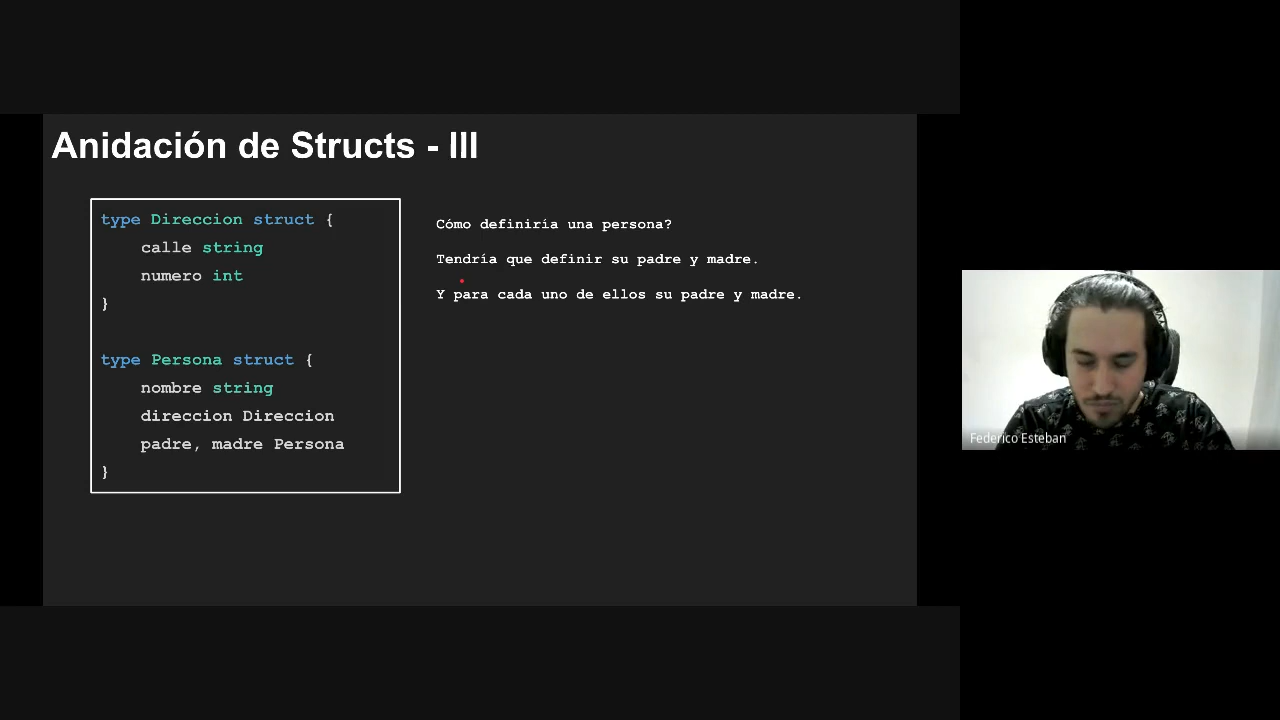 Anidación de Structs - III
type Direccion struct {
calle string
numero int
}
type Persona struct {
nombre string
direccion Direccion
padre, madre Persona
}
Cómo definiría una persona?
Tendría que definir su padre y madre.
Y para cada uno de ellos su padre y madre.
Federico Esteban